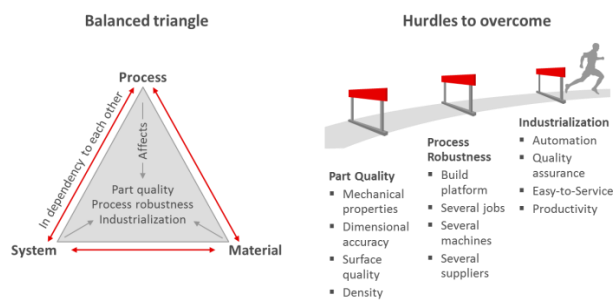 Balanced triangle
Process
In dependency to each other
Affects
Part quality
Process robustness
Industrialization
System
Material
Hurdles to overcome
Part Quality
▪ Mechanical
properties
▪ Dimensional
accuracy
▪ Surface
quality
▪ Density
Process
Robustness
▪ Build
platform
▪ Several jobs
▪ Several
machines
▪ Several
suppliers
Industrialization
▪ Automation
▪ Quality
assurance
▪ Easy-to-Service
▪ Productivity